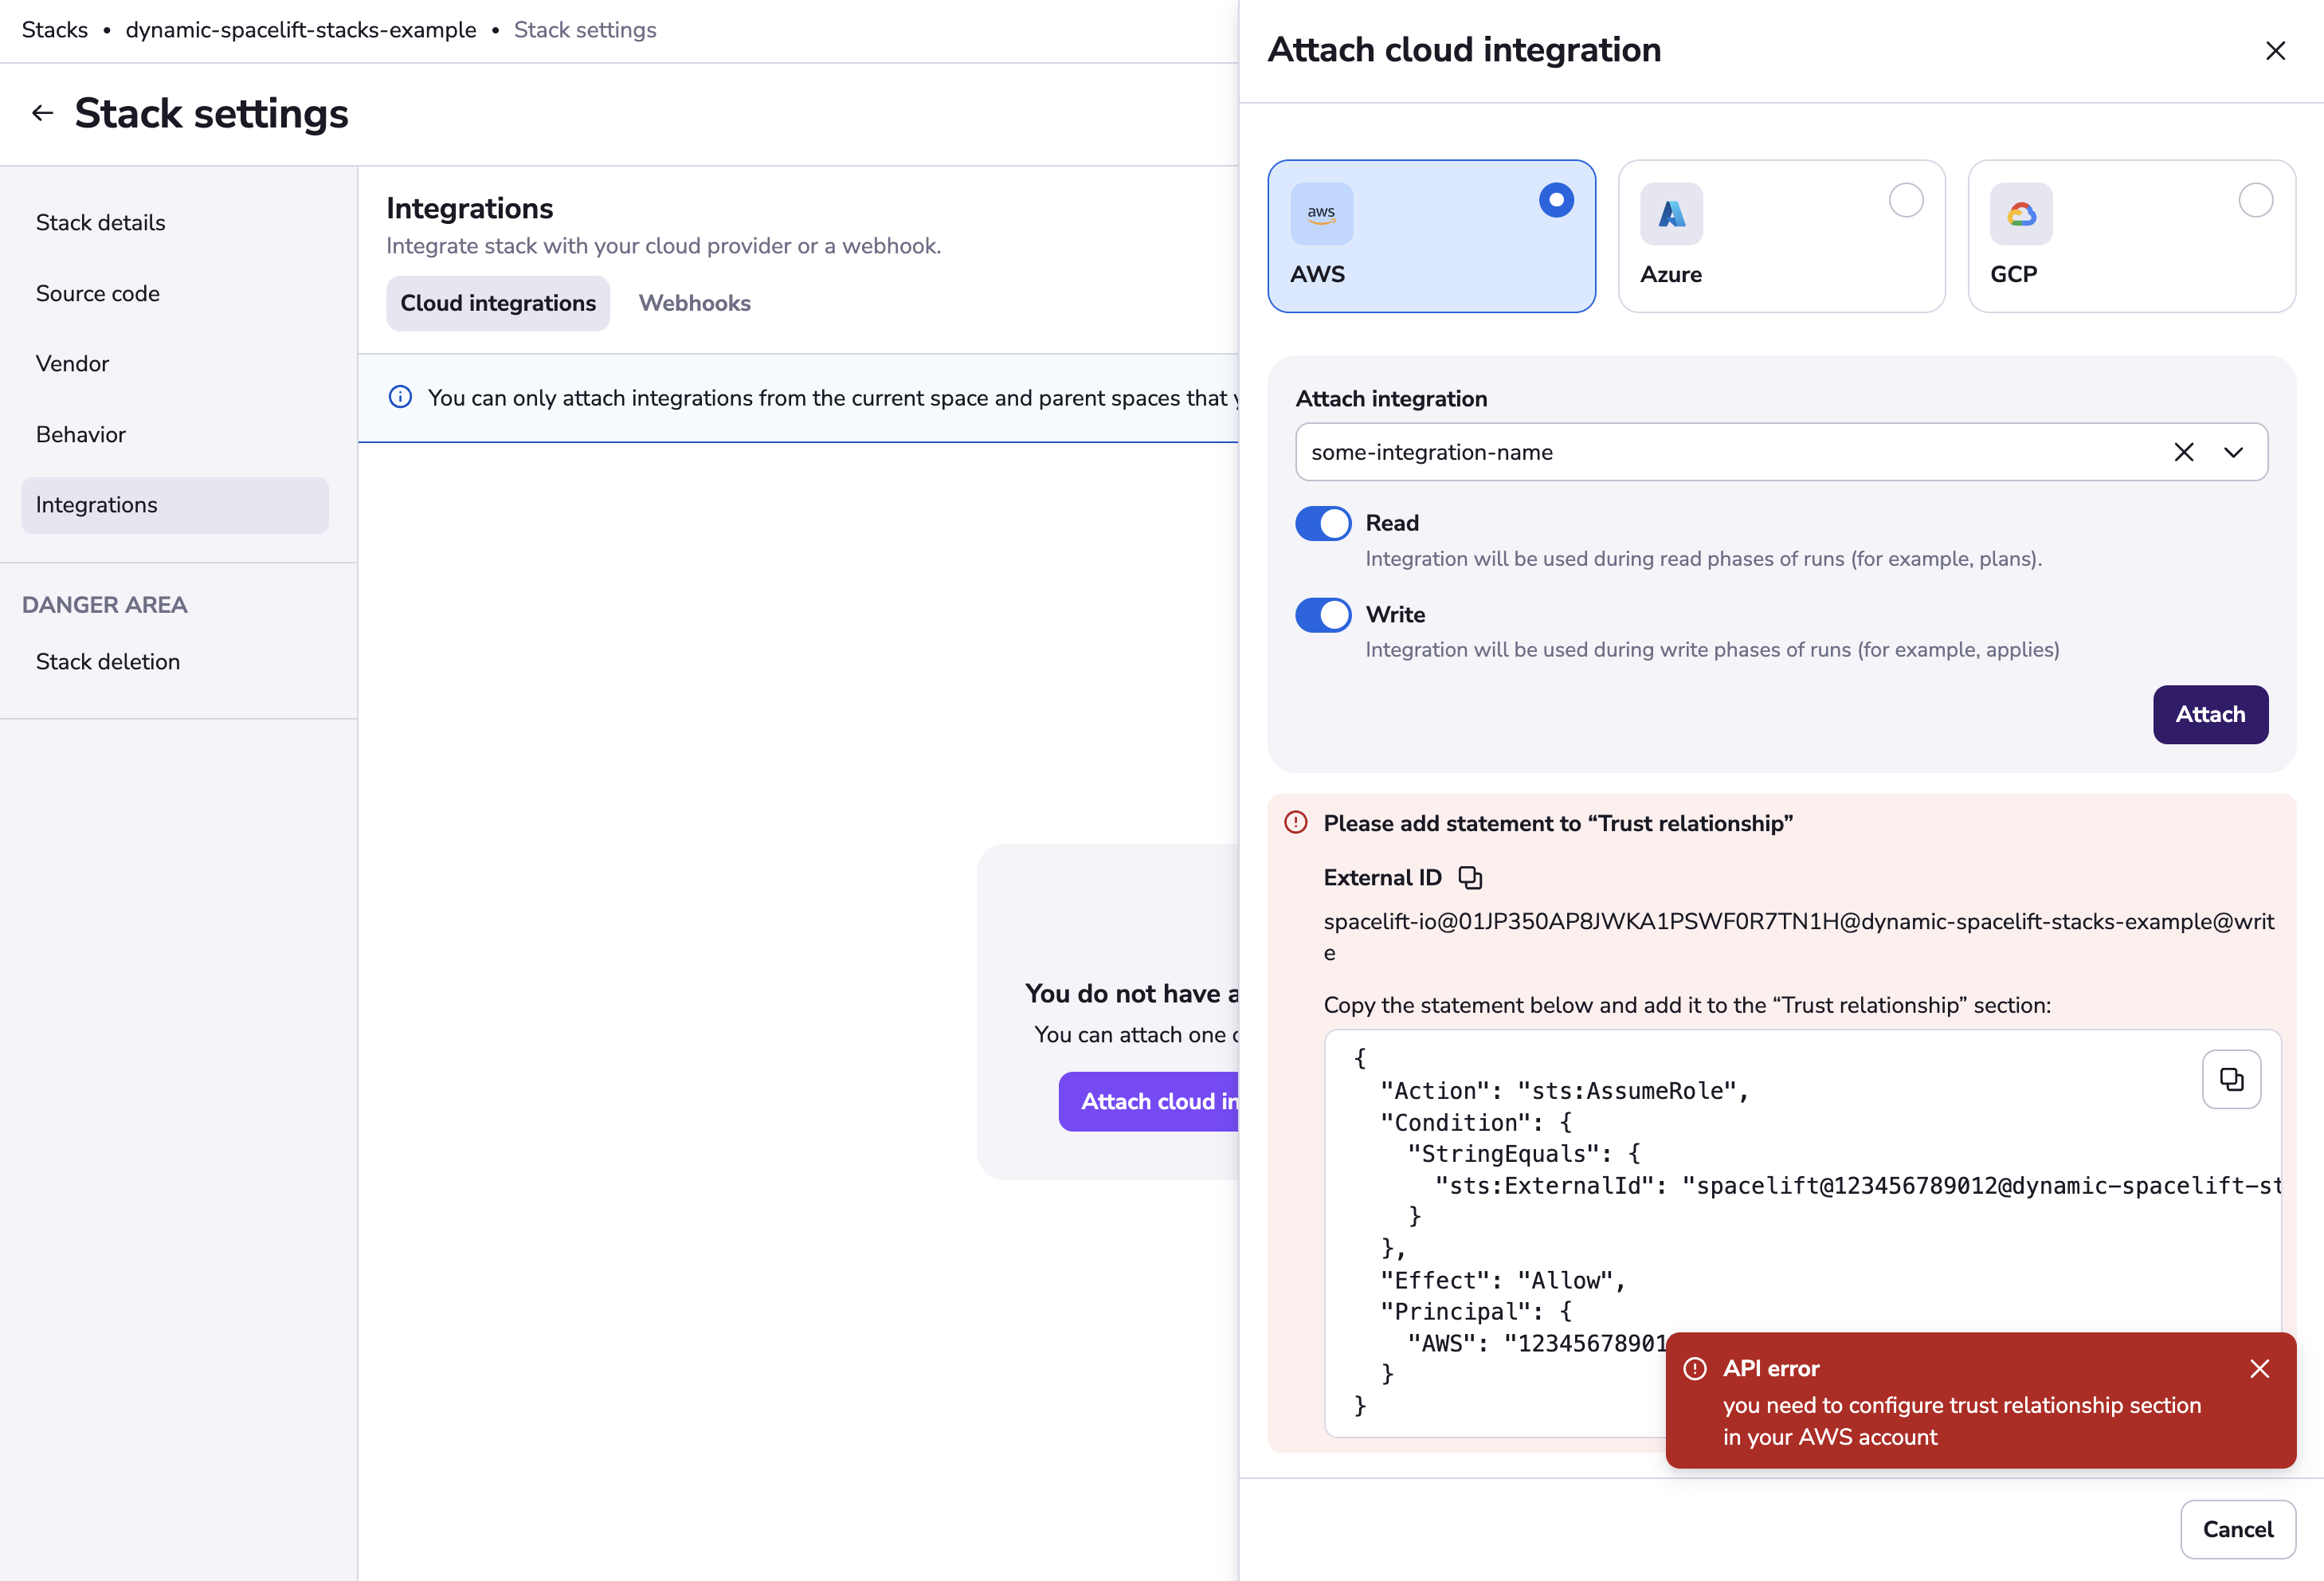 Stacks • dynamic-spacelift-stacks-example • Stack settings
Stack settings
Stack details
Source code
Vendor
Behavior
Integrations
DANGER AREA
Stack deletion
Integrations
Integrate stack with your cloud provider or a webhook.
Cloud integrations
Webhooks
You can only attach integrations from the current space and parent spaces that
You do not have
You can attach one
Attach cloud
Attach cloud integration
aws
AWS
Azure
GCP
Attach integration
some-integration-name
Read
Integration will be used during read phases of runs (for example, plans).
Write
Integration will be used during write phases of runs (for example, applies)
Attach
Please add statement to “Trust relationship”
External ID
spacelift-io@01JP350AP8JWKA1PSWF0R7TN1H@dynamic-spacelift-stacks-example@writ
e
Copy the statement below and add it to the “Trust relationship” section:
{
"Action": "sts:AssumeRole",
"Condition": {
"StringEquals": {
"sts:ExternalId": "spacelift@123456789012@dynamic-spacelift-st
}
},
"Effect": "Allow",
"Principal": {
"AWS": "12345678901
}
}
API error
you need to configure trust relationship section
in your AWS account
Cancel